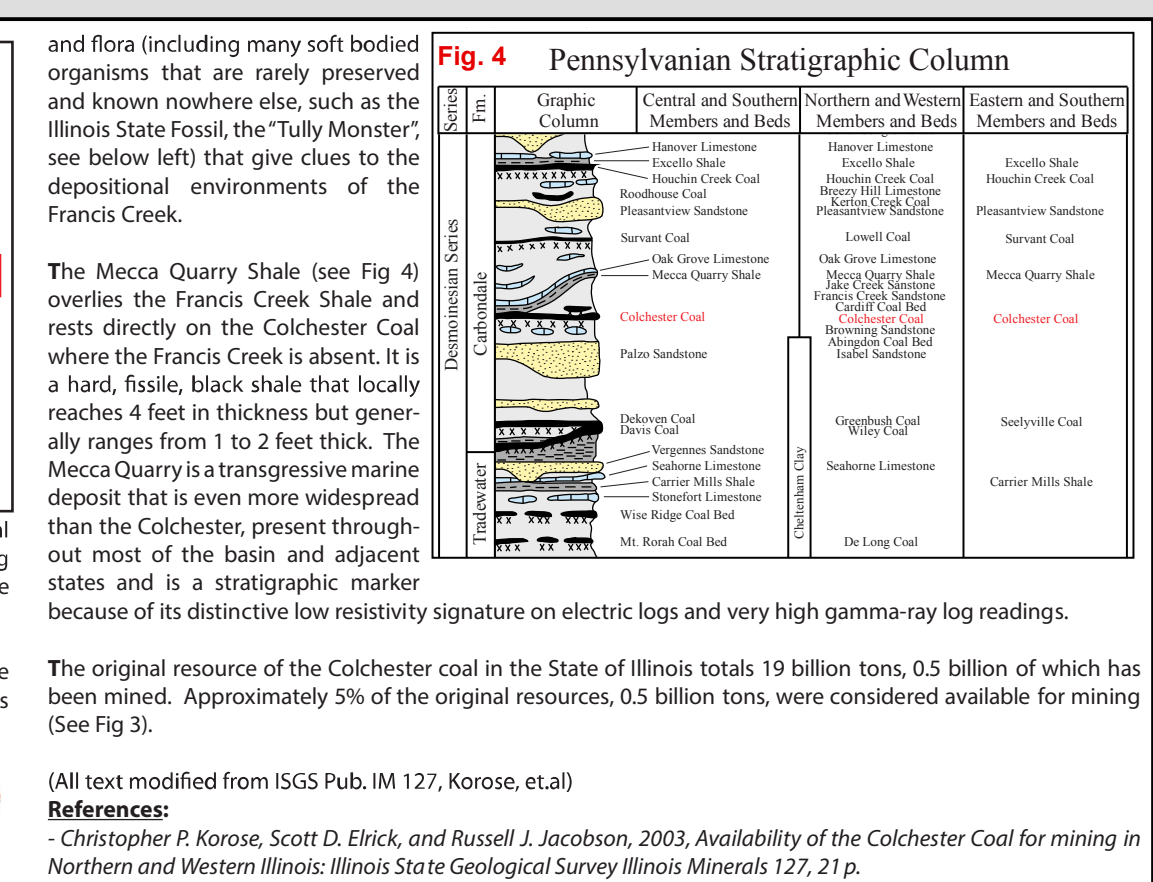 and flora (including many soft bodied
organisms that are rarely preserved
and known nowhere else, such as the
Illinois State Fossil, the "Tully Monster",
see below left) that give clues to the
depositional environments of the
Francis Creek.
The Mecca Quarry Shale (see Fig 4)
overlies the Francis Creek Shale and
rests directly on the Colchester Coal
where the Francis Creek is absent. It is
a hard, fissile, black shale that locally
reaches 4 feet in thickness but gener-
ally ranges from 1 to 2 feet thick. The
Mecca Quarry is a transgressive marine
deposit that is even more widespread
than the Colchester, present through-
out most of the basin and adjacent
states and is a stratigraphic marker
because of its distinctive low resistivity signature on electric logs and very high gamma-ray log readings.
Fig. 4 Pennsylvanian Stratigraphic Column
Series
Fm.
Graphic
Column
Central and Southern
Members and Beds
Northern and Western
Members and Beds
Eastern and Southern
Members and Beds
Desmoinesian Series
Carbondale
Tradewater
Hanover Limestone
Excello Shale
Houchin Creek Coal
Roodhouse Coal
Pleasantview Sandstone
Survant Coal
Oak Grove Limestone
Mecca Quarry Shale
Colchester Coal
Palzo Sandstone
Dekoven Coal
Davis Coal
Vergennes Sandstone
Seahorne Limestone
Carrier Mills Shale
Stonefort Limestone
Wise Ridge Coal Bed
Mt. Rorah Coal Bed
Cheltenham Clay
Hanover Limestone
Excello Shale
Houchin Creek Coal
Breezy Hill Limestone
Kerton Creek Coal
Pleasantview Sandstone
Lowell Coal
Oak Grove Limestone
Mecca Quarry Shale
Jake Creek Sanstone
Francis Creek Sandstone
Cardiff Coal Bed
Colchester Coal
Browning Sandstone
Abingdon Coal Bed
Isabel Sandstone
Greenbush Coal
Wiley Coal
Seahorne Limestone
De Long Coal
Excello Shale
Houchin Creek Coal
Pleasantview Sandstone
Survant Coal
Mecca Quarry Shale
Colchester Coal
Seelyville Coal
Carrier Mills Shale
The original resource of the Colchester coal in the State of Illinois totals 19 billion tons, 0.5 billion of which has
been mined. Approximately 5% of the original resources, 0.5 billion tons, were considered available for mining
(See Fig 3).
(All text modified from ISGS Pub. IM 127, Korose, et.al)
References:
- Christopher P. Korose, Scott D. Elrick, and Russell J. Jacobson, 2003, Availability of the Colchester Coal for mining in
Northern and Western Illinois: Illinois State Geological Survey Illinois Minerals 127, 21 p.